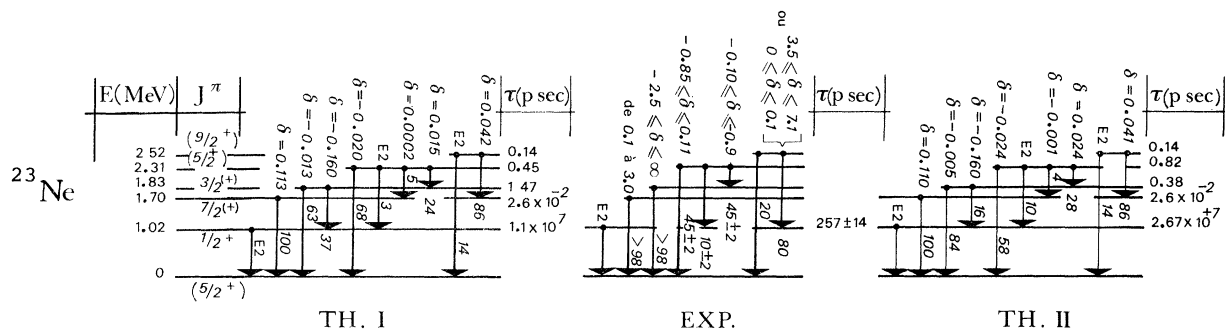 ²³Ne
E(MeV) J^π
(9/2⁺)
2.52 (5/2⁺)
2.31
1.83 3/2(+)
1.70 7/2(+)
1.02 1/2⁺
0
(5/2⁺)
E2
δ=0.113
δ=-0.013
δ=-0.160
δ=-0.020
E2
δ=0.0002
δ=0.015
E2
δ=0.042
100
63
37
68
3
5
24
14
86
τ(p sec)
0.14
0.45
1.47
2.6 x 10⁻²
1.1 x 10⁷
TH. I
E2
de 0.1 à 3.0
-2.5 ⩽ δ ⩽ ∞
-0.85 ⩽ δ ⩽ 0.11
-0.10 ⩽ δ ⩽ -0.9
0 ⩽ δ ⩽ 0.1
ou 3.5 ⩽ δ ⩽ 7.1
>98
>98
45±2
10±2
45±2
20
80
τ(p sec)
257±14
EXP.
E2
δ=0.110
δ=-0.005
δ=-0.160
δ=-0.024
E2
δ=-0.001
δ=0.024
E2
δ=0.041
100
84
16
58
10
4
28
14
86
τ(p sec)
0.14
0.82
0.38
2.6 x 10⁻²
2.67 x 10⁺⁷
TH. II